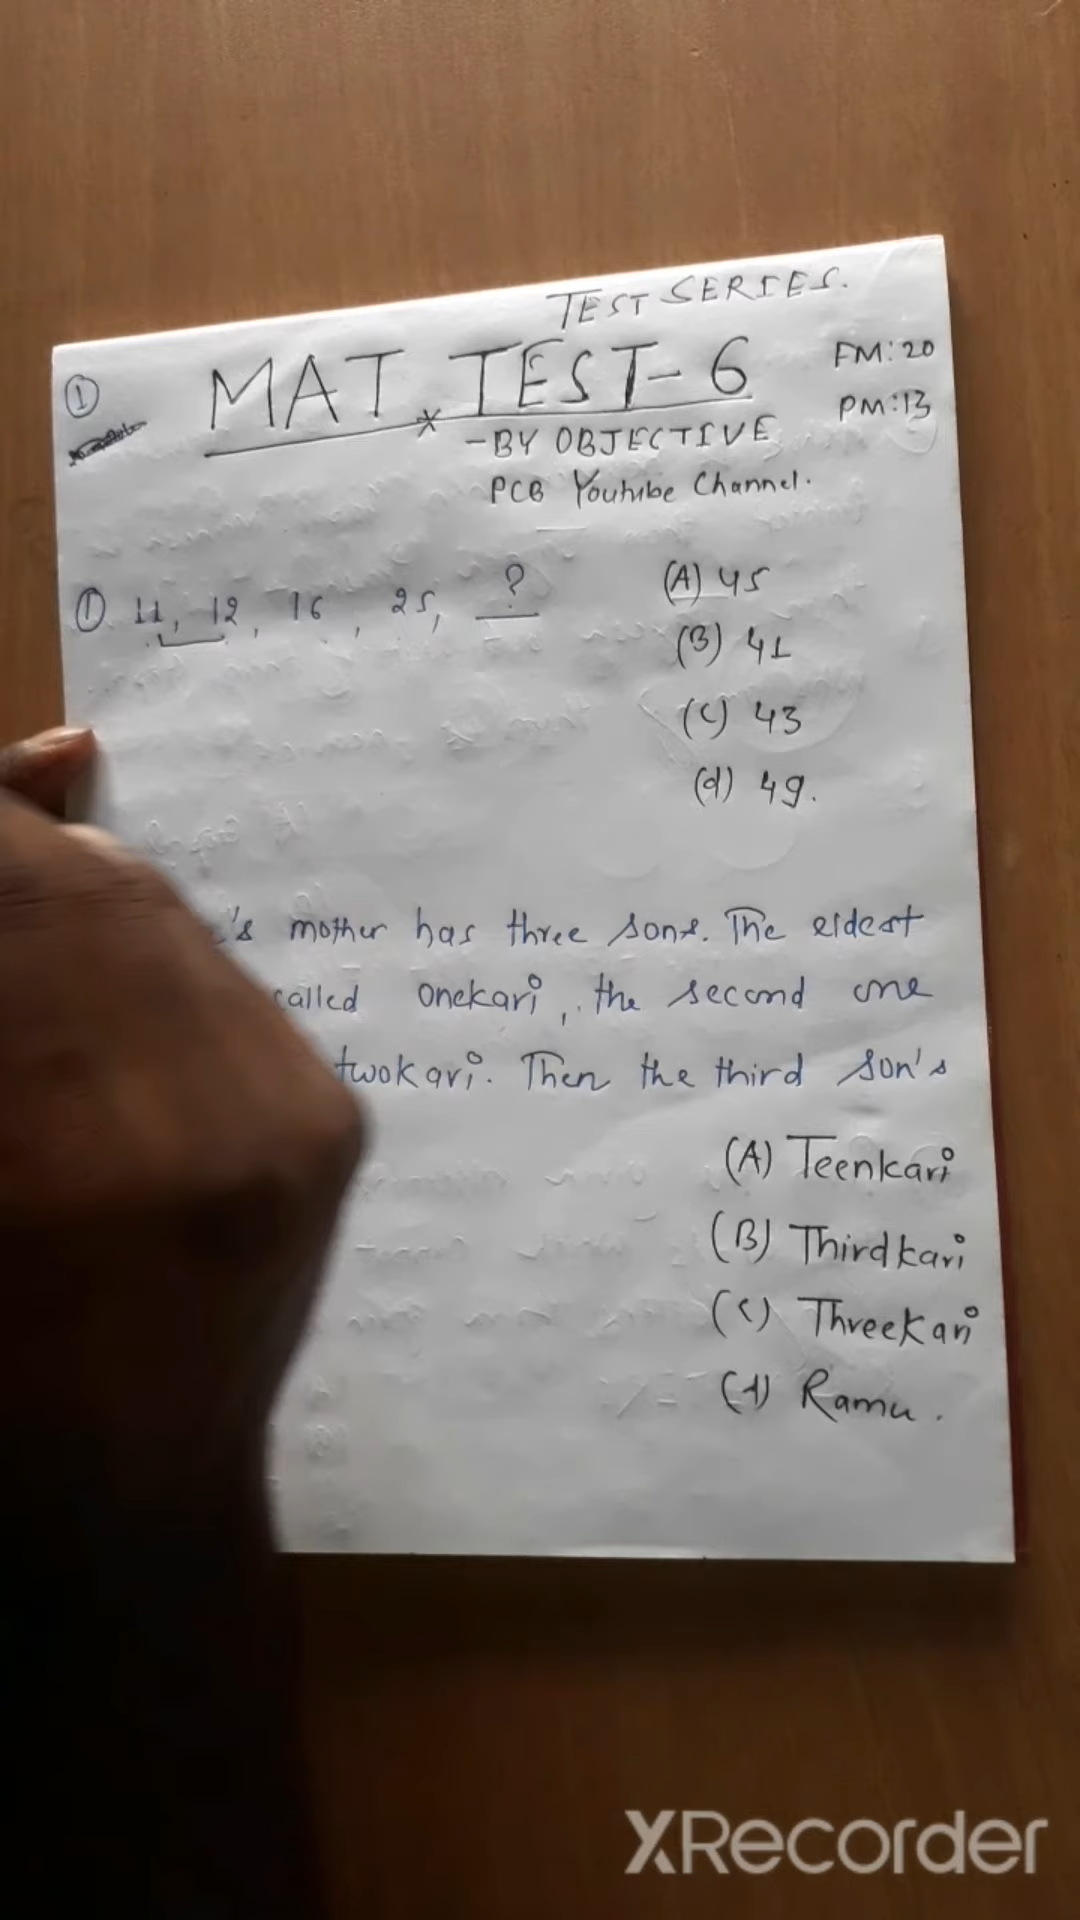 TEST SERIES.
① MAT TEST-6 FM:20
PM:13
-BY OBJECTIVE
PCB Youtube Channel.
① 11, 12, 16, 25, ? (A) 45
(B) 41
(C) 43
(d) 49.
's mother has three sons. The eldest
called onekari, the second one
twokari. Then the third son's
(A) Teenkari
(B) Thirdkari
(C) Threekari
(d) Ramu.
XRecorder